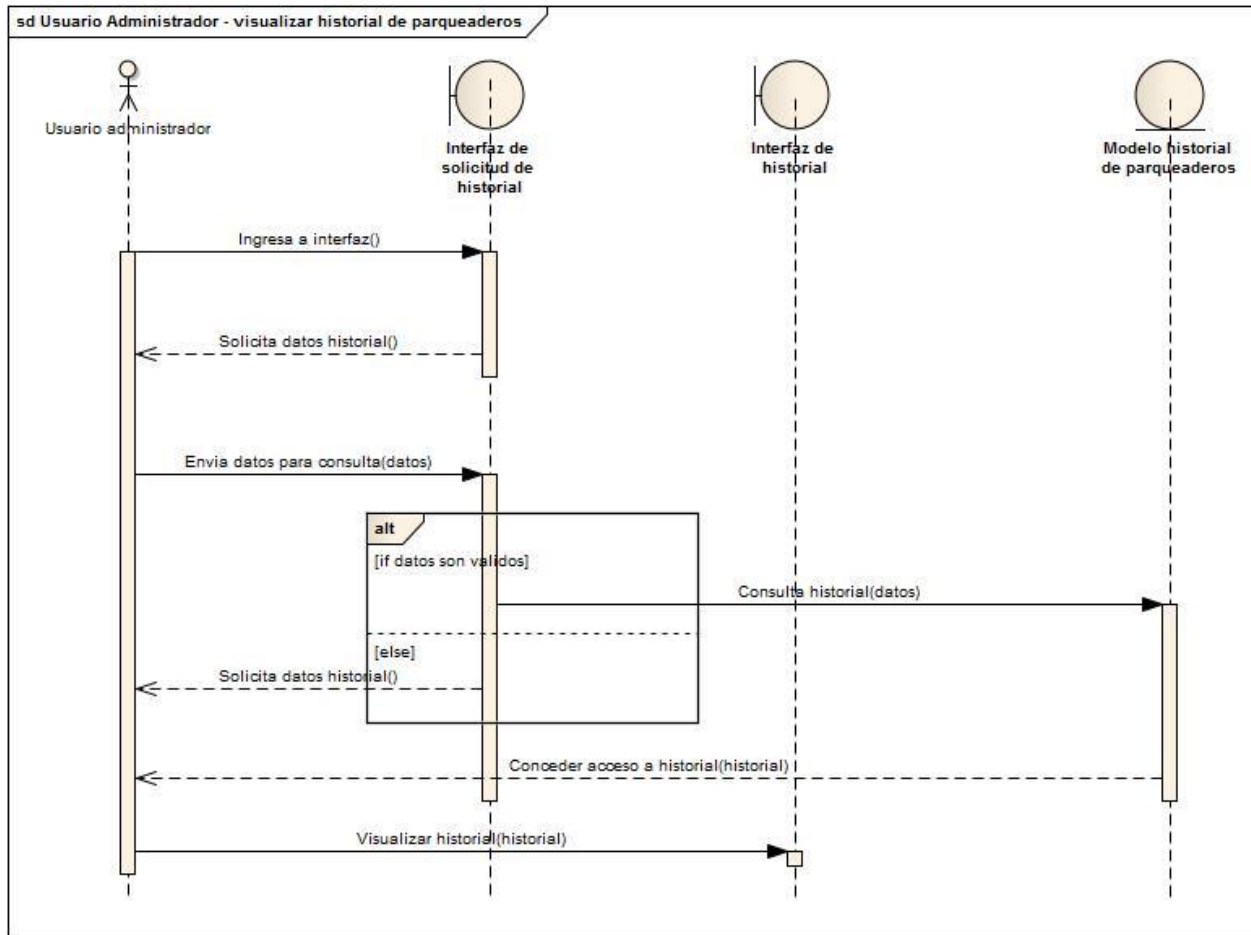 sd Usuario Administrador - visualizar historial de parqueaderos
Usuario administrador
Interfaz de
solicitud de
historial
Interfaz de
historial
Modelo historial
de parqueaderos
Ingresa a interfaz()
Solicita datos historial()
Envia datos para consulta(datos)
alt
[if datos son validos]
Consulta historial(datos)
[else]
Solicita datos historial()
Conceder acceso a historial(historial)
Visualizar historial(historial)